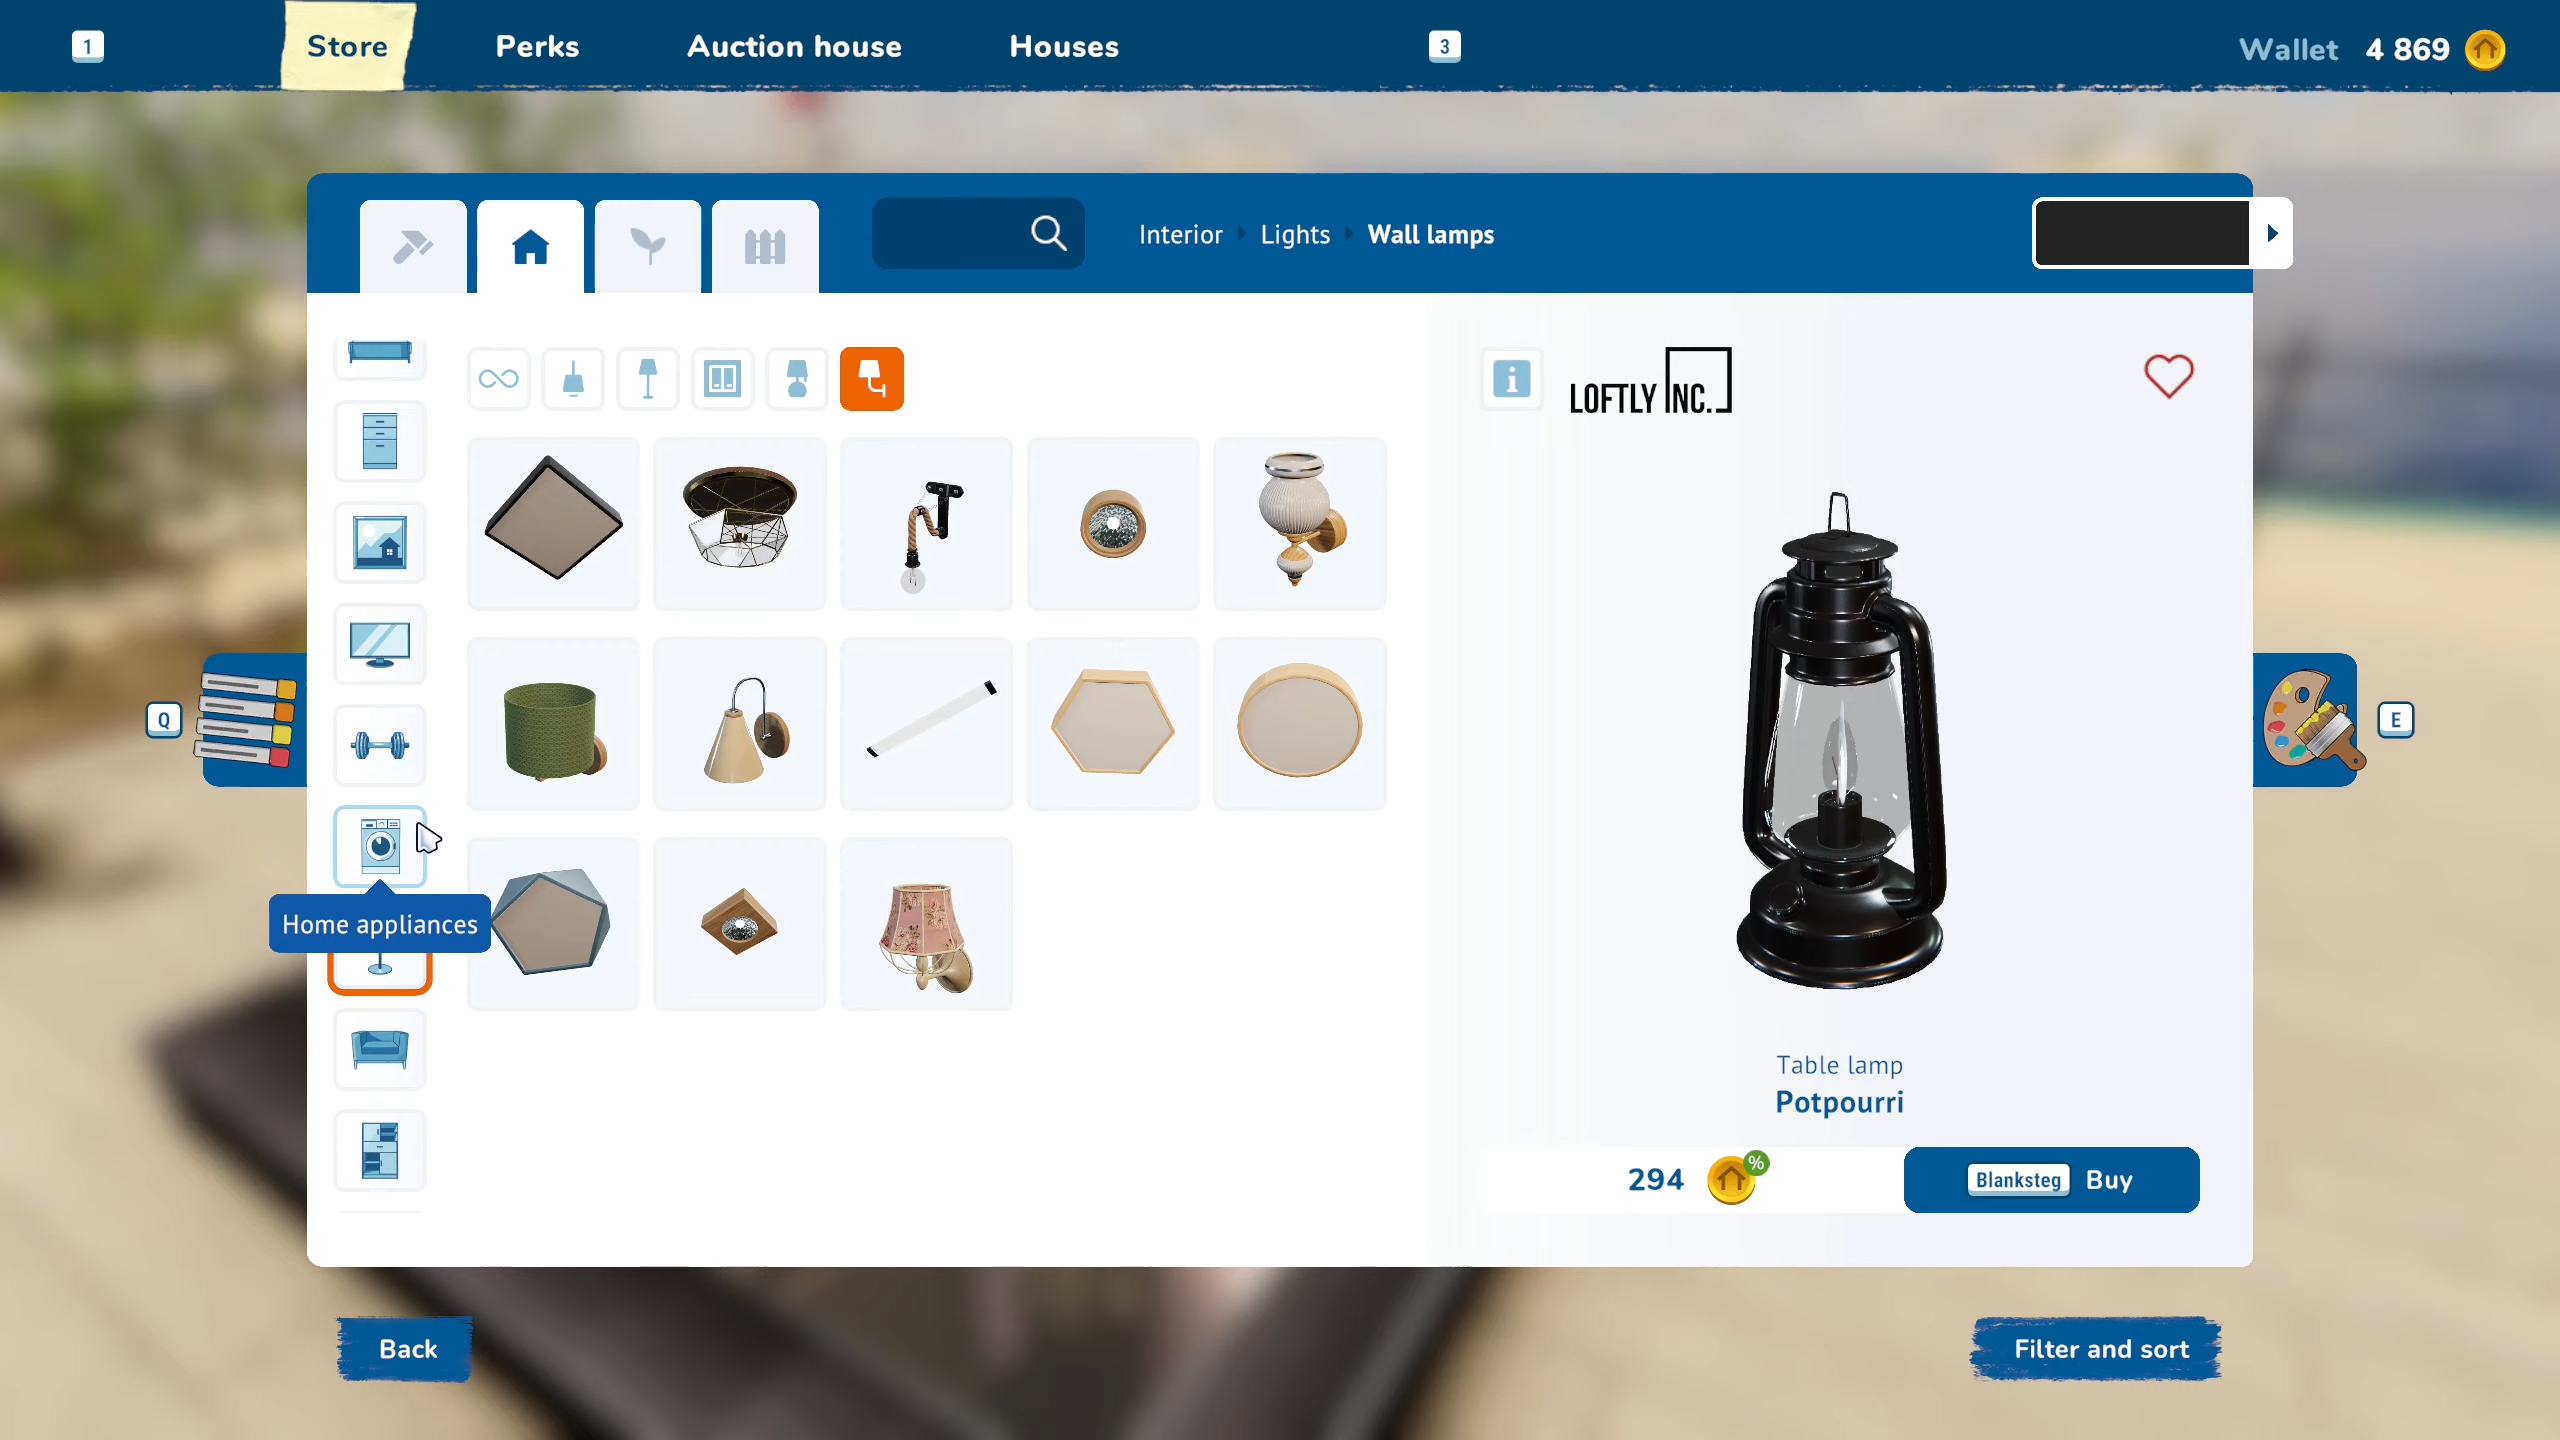 1
Store
Perks
Auction house
Houses
3
Wallet 4 869
Interior
Lights
Wall lamps
LOFTLY INC.
Q
E
Home appliances
Table lamp
Potpourri
294
%
Blanksteg
Buy
Back
Filter and sort